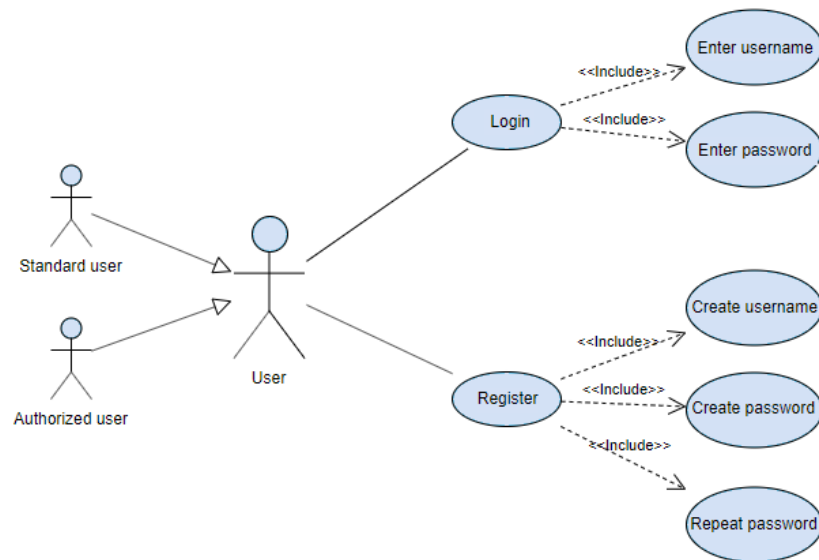 Enter username
<<Include>>
Login
<<Include>>
Enter password
Standard user
User
Authorized user
Create username
<<Include>>
Register
<<Include>>
Create password
<<Include>>
Repeat password